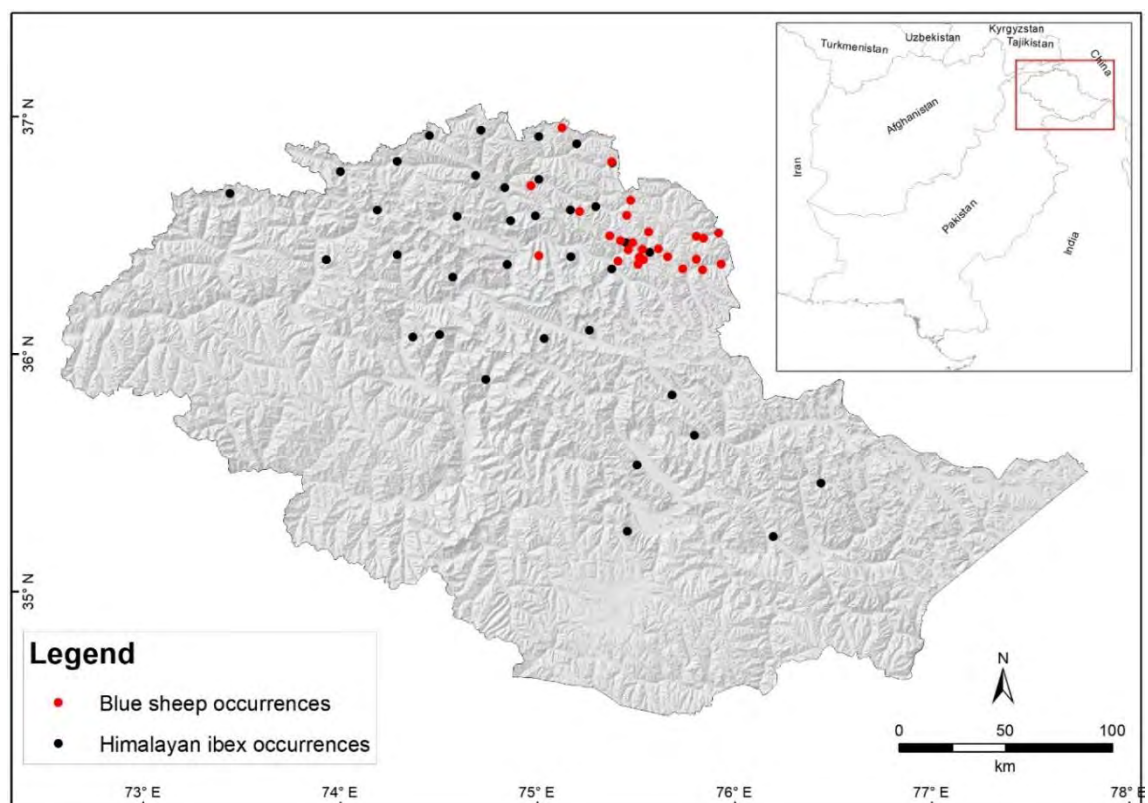 Kyrgyzstan
Uzbekistan
Tajikistan
Turkmenistan
China
Afghanistan
Iran
Pakistan
India
37° N
36° N
35° N
Legend
Blue sheep occurrences
Himalayan ibex occurrences
N
0 50 100
km
73° E 74° E 75° E 76° E 77° E 78° E